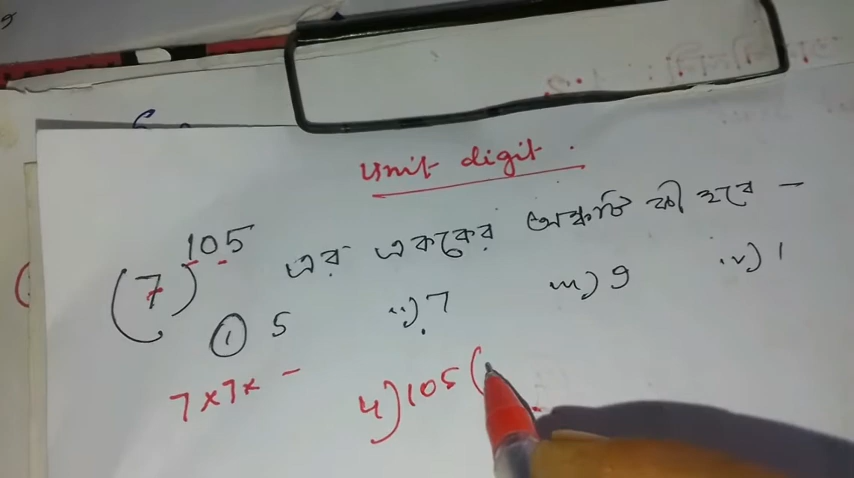 unit digit.
(7)^105 এর এককের অঙ্কটি কী হবে –
i) 5 ii) 7 iii) 9 iv) 1
7×7× –
4)105(